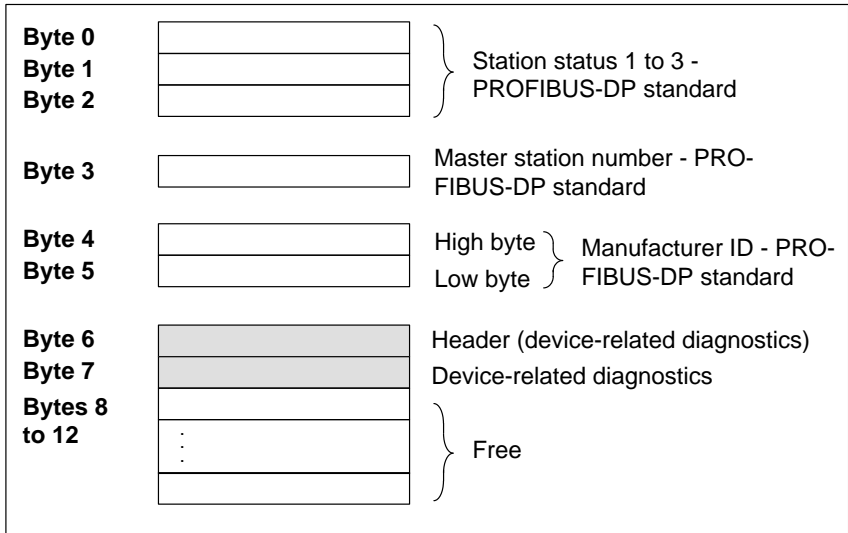 Byte 0
Byte 1
Byte 2
Station status 1 to 3 -
PROFIBUS-DP standard
Byte 3
Master station number - PRO-
FIBUS-DP standard
Byte 4
Byte 5
High byte
Low byte
Manufacturer ID - PRO-
FIBUS-DP standard
Byte 6
Header (device-related diagnostics)
Byte 7
Device-related diagnostics
Bytes 8
to 12
Free